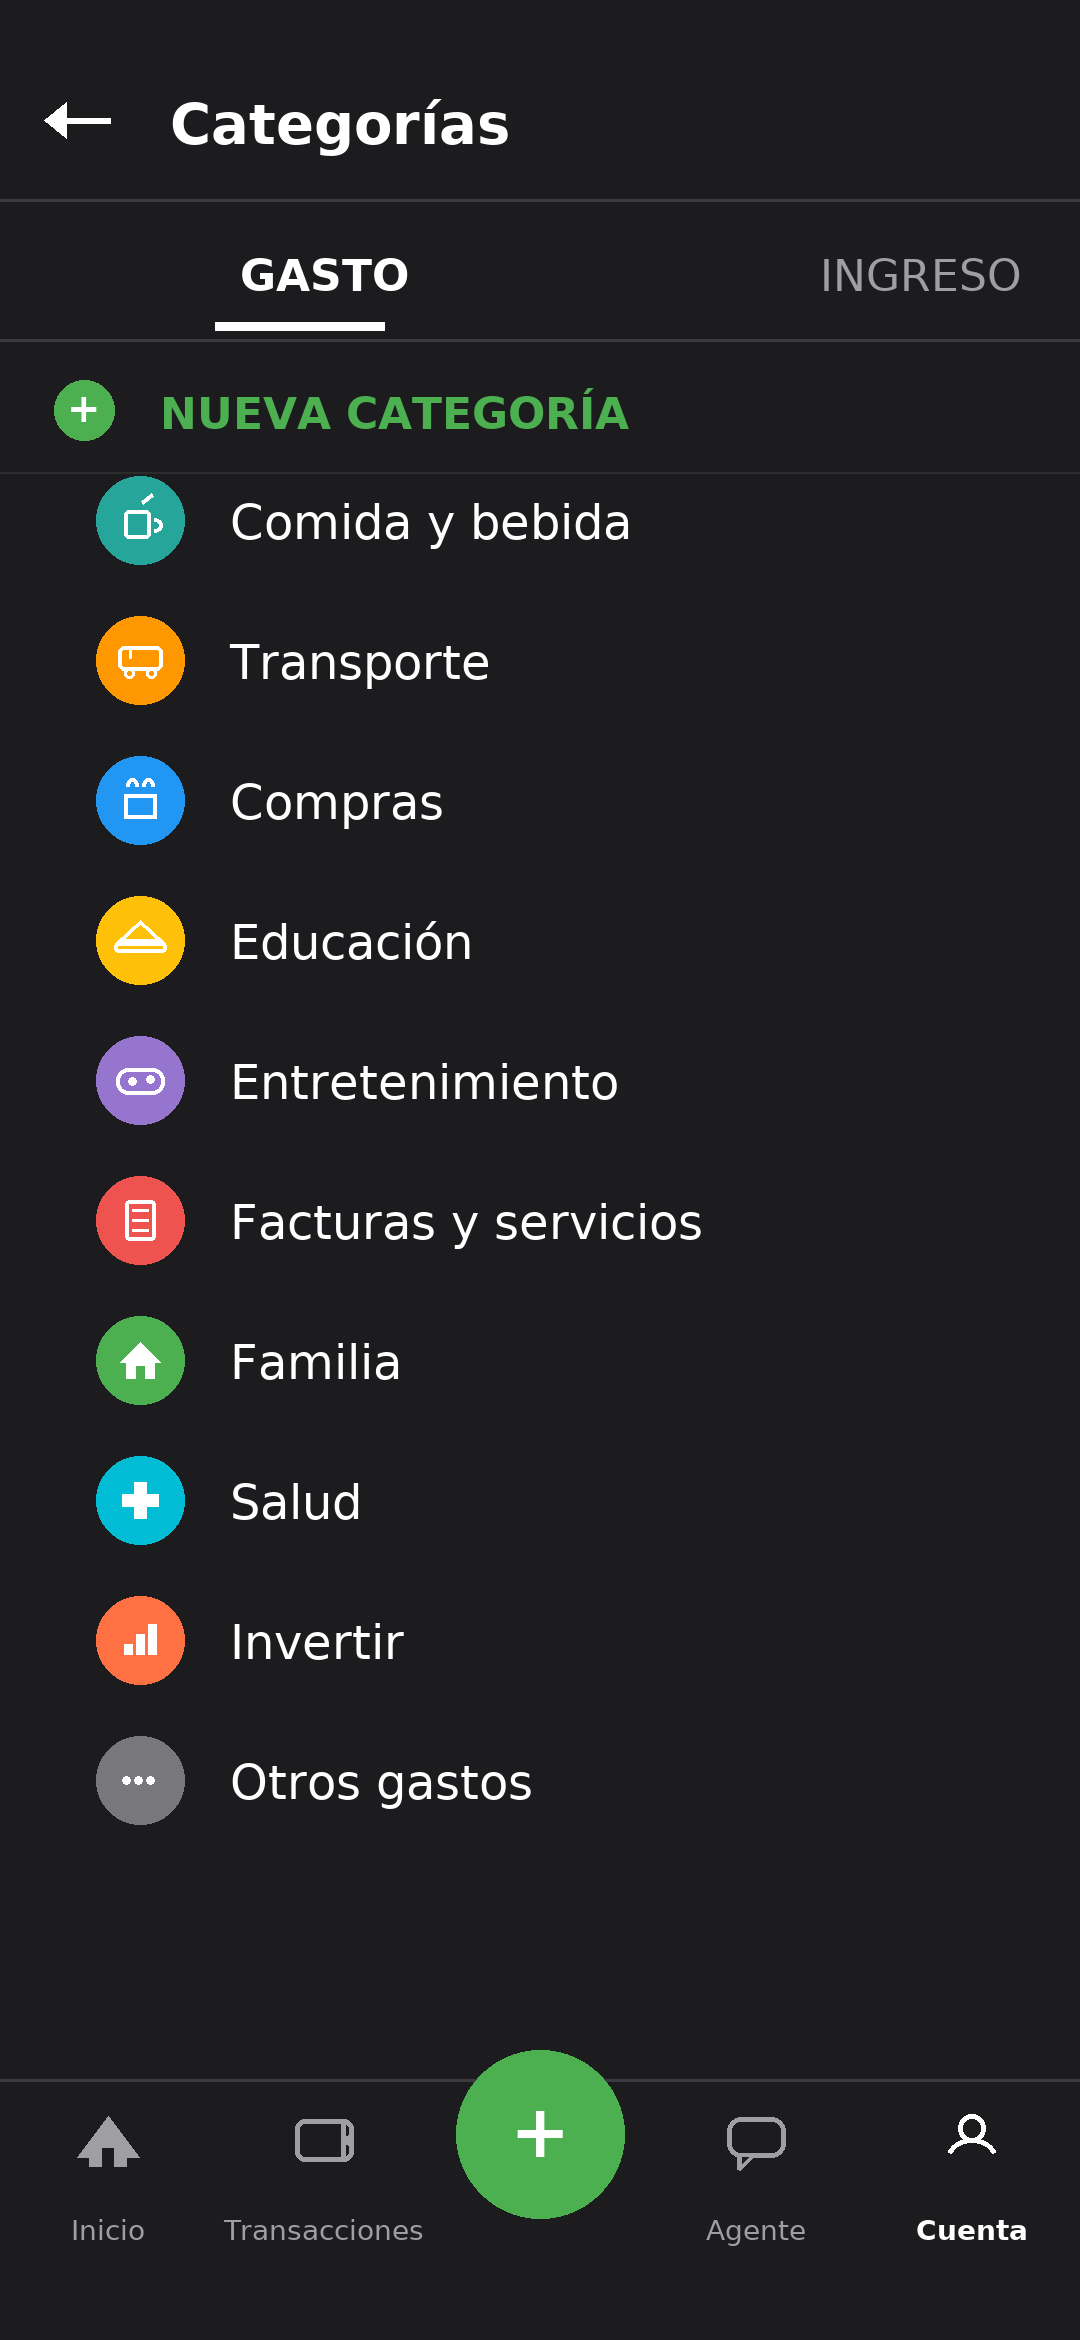 Categorías
GASTO
INGRESO
NUEVA CATEGORÍA
Comida y bebida
Transporte
Compras
Educación
Entretenimiento
Facturas y servicios
Familia
Salud
Invertir
Otros gastos
Inicio
Transacciones
Agente
Cuenta